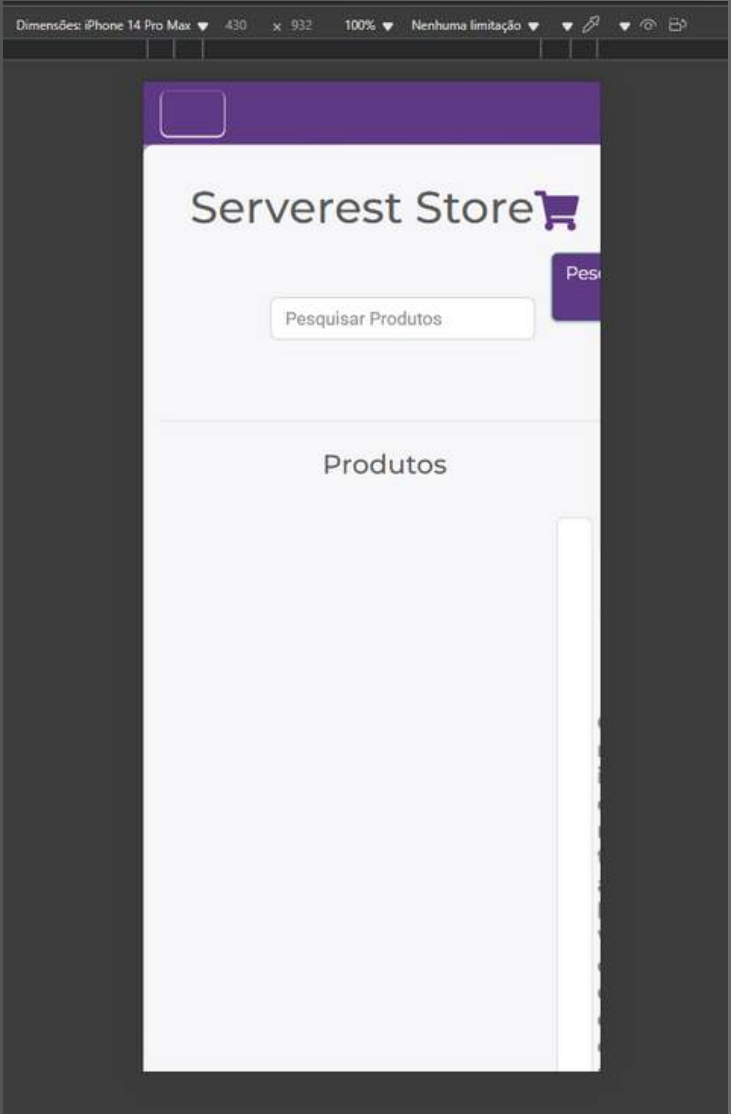 Dimensões: iPhone 14 Pro Max 430 x 932 100% Nenhuma limitação
Serverest Store
Pesquisar Produtos
Produtos